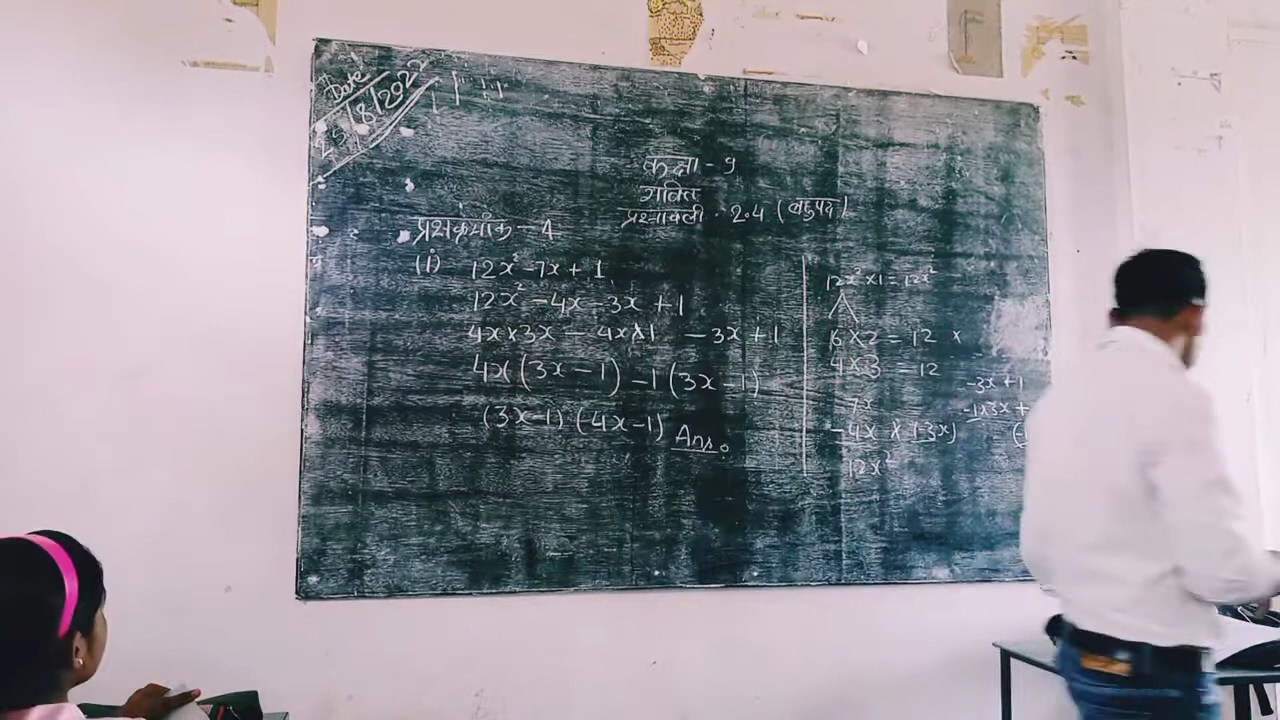 Date
25/8/2022
कक्षा - 9
गणित
प्रश्नावली . 2.4 (बहुपद)
प्रश्नक्रमांक - 4
(i) 12x² - 7x + 1
12x² - 4x - 3x + 1
4x × 3x - 4x × 1 - 3x + 1
4x (3x - 1) - 1 (3x - 1)
(3x - 1) (4x - 1) Ans.
12x² × 1 = 12x²
6 × 2 = 12 ×
4 × 3 = 12
7x
-4x × (-3x)
12x²
-3x + 1
-1×3x +